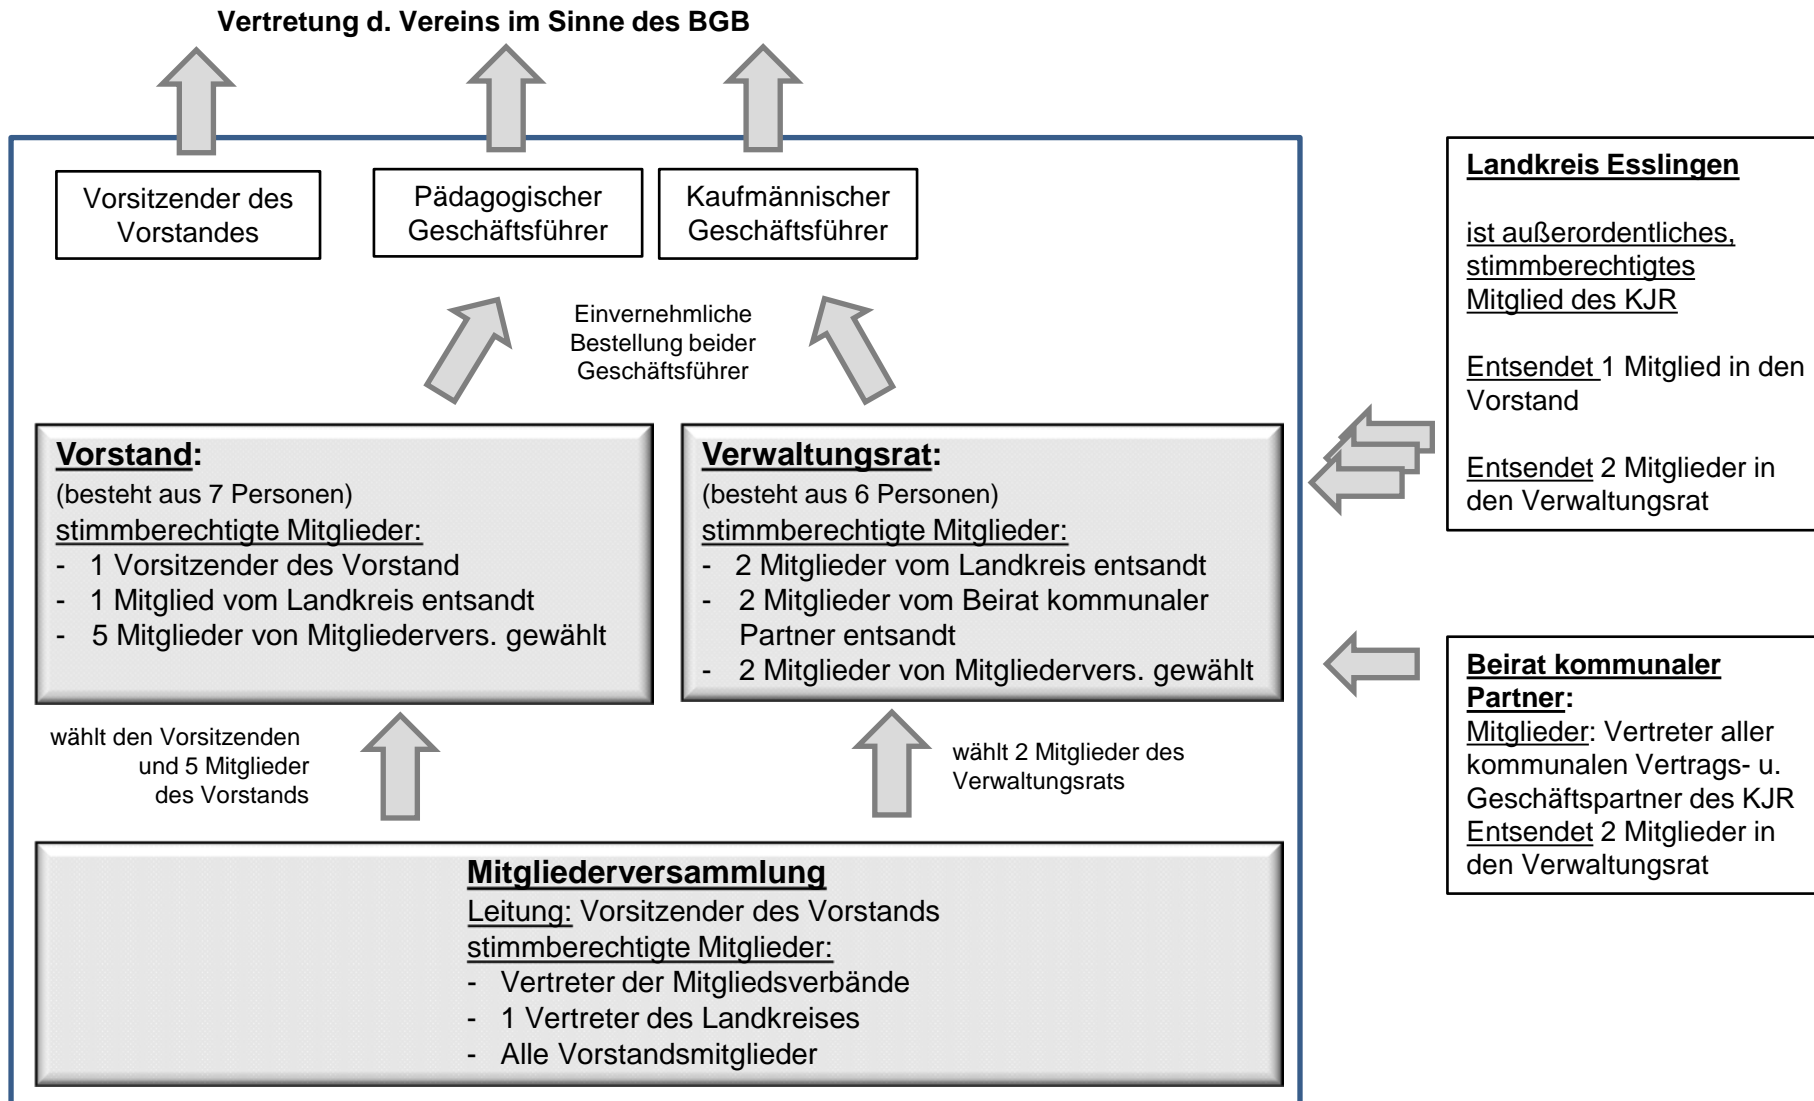 Vertretung d. Vereins im Sinne des BGB
Vorsitzender des
Vorstandes
Pädagogischer
Geschäftsführer
Kaufmännischer
Geschäftsführer
Einvernehmliche
Bestellung beider
Geschäftsführer
Vorstand:
(besteht aus 7 Personen)
stimmberechtigte Mitglieder:
- 1 Vorsitzender des Vorstand
- 1 Mitglied vom Landkreis entsandt
- 5 Mitglieder von Mitgliedervers. gewählt
Verwaltungsrat:
(besteht aus 6 Personen)
stimmberechtigte Mitglieder:
- 2 Mitglieder vom Landkreis entsandt
- 2 Mitglieder vom Beirat kommunaler
Partner entsandt
- 2 Mitglieder von Mitgliedervers. gewählt
wählt den Vorsitzenden
und 5 Mitglieder
des Vorstands
wählt 2 Mitglieder des
Verwaltungsrats
Mitgliederversammlung
Leitung: Vorsitzender des Vorstands
stimmberechtigte Mitglieder:
- Vertreter der Mitgliedsverbände
- 1 Vertreter des Landkreises
- Alle Vorstandsmitglieder
Landkreis Esslingen
ist außerordentliches,
stimmberechtigtes
Mitglied des KJR
Entsendet 1 Mitglied in den
Vorstand
Entsendet 2 Mitglieder in
den Verwaltungsrat
Beirat kommunaler
Partner:
Mitglieder: Vertreter aller
kommunalen Vertrags- u.
Geschäftspartner des KJR
Entsendet 2 Mitglieder in
den Verwaltungsrat